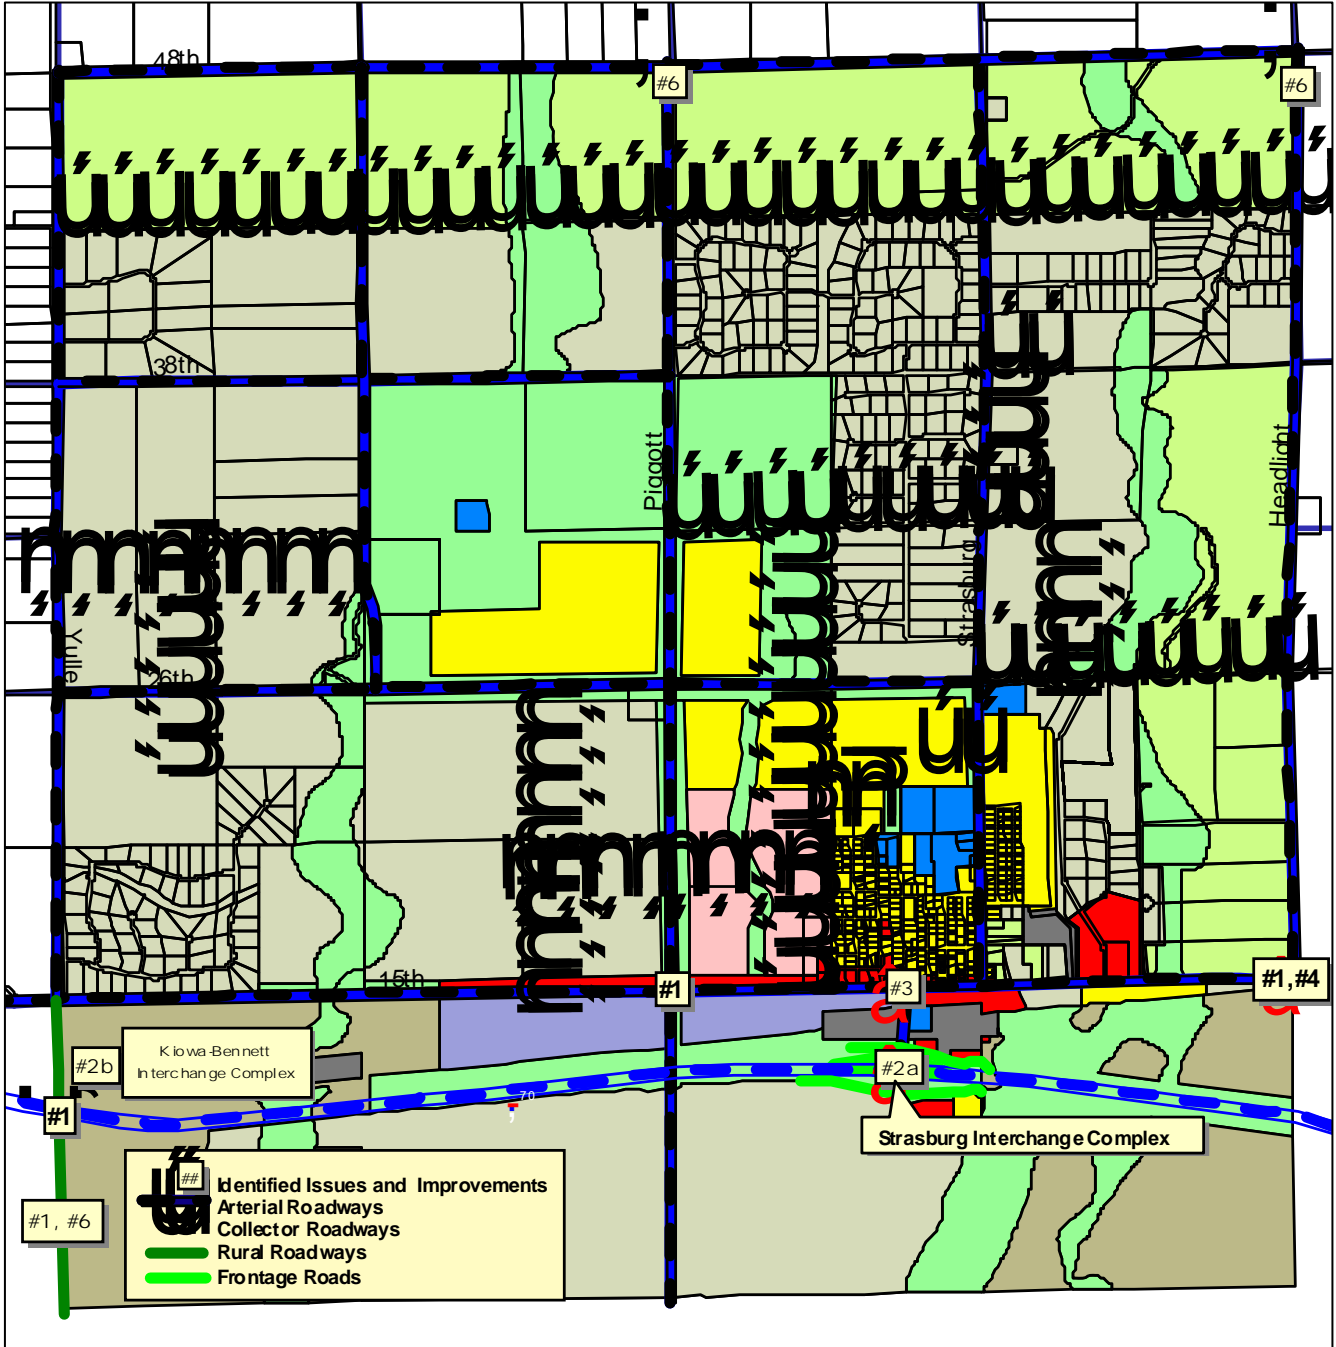 48th
#6
#6
38th
Piggott
Headlight
Strasburg
Yulle
26th
15th
#1
#3
#1,#4
#2b
Kiowa-Bennett
Interchange Complex
#2a
70
#1
Strasburg Interchange Complex
##
Identified Issues and Improvements
Arterial Roadways
Collector Roadways
Rural Roadways
Frontage Roads
#1, #6